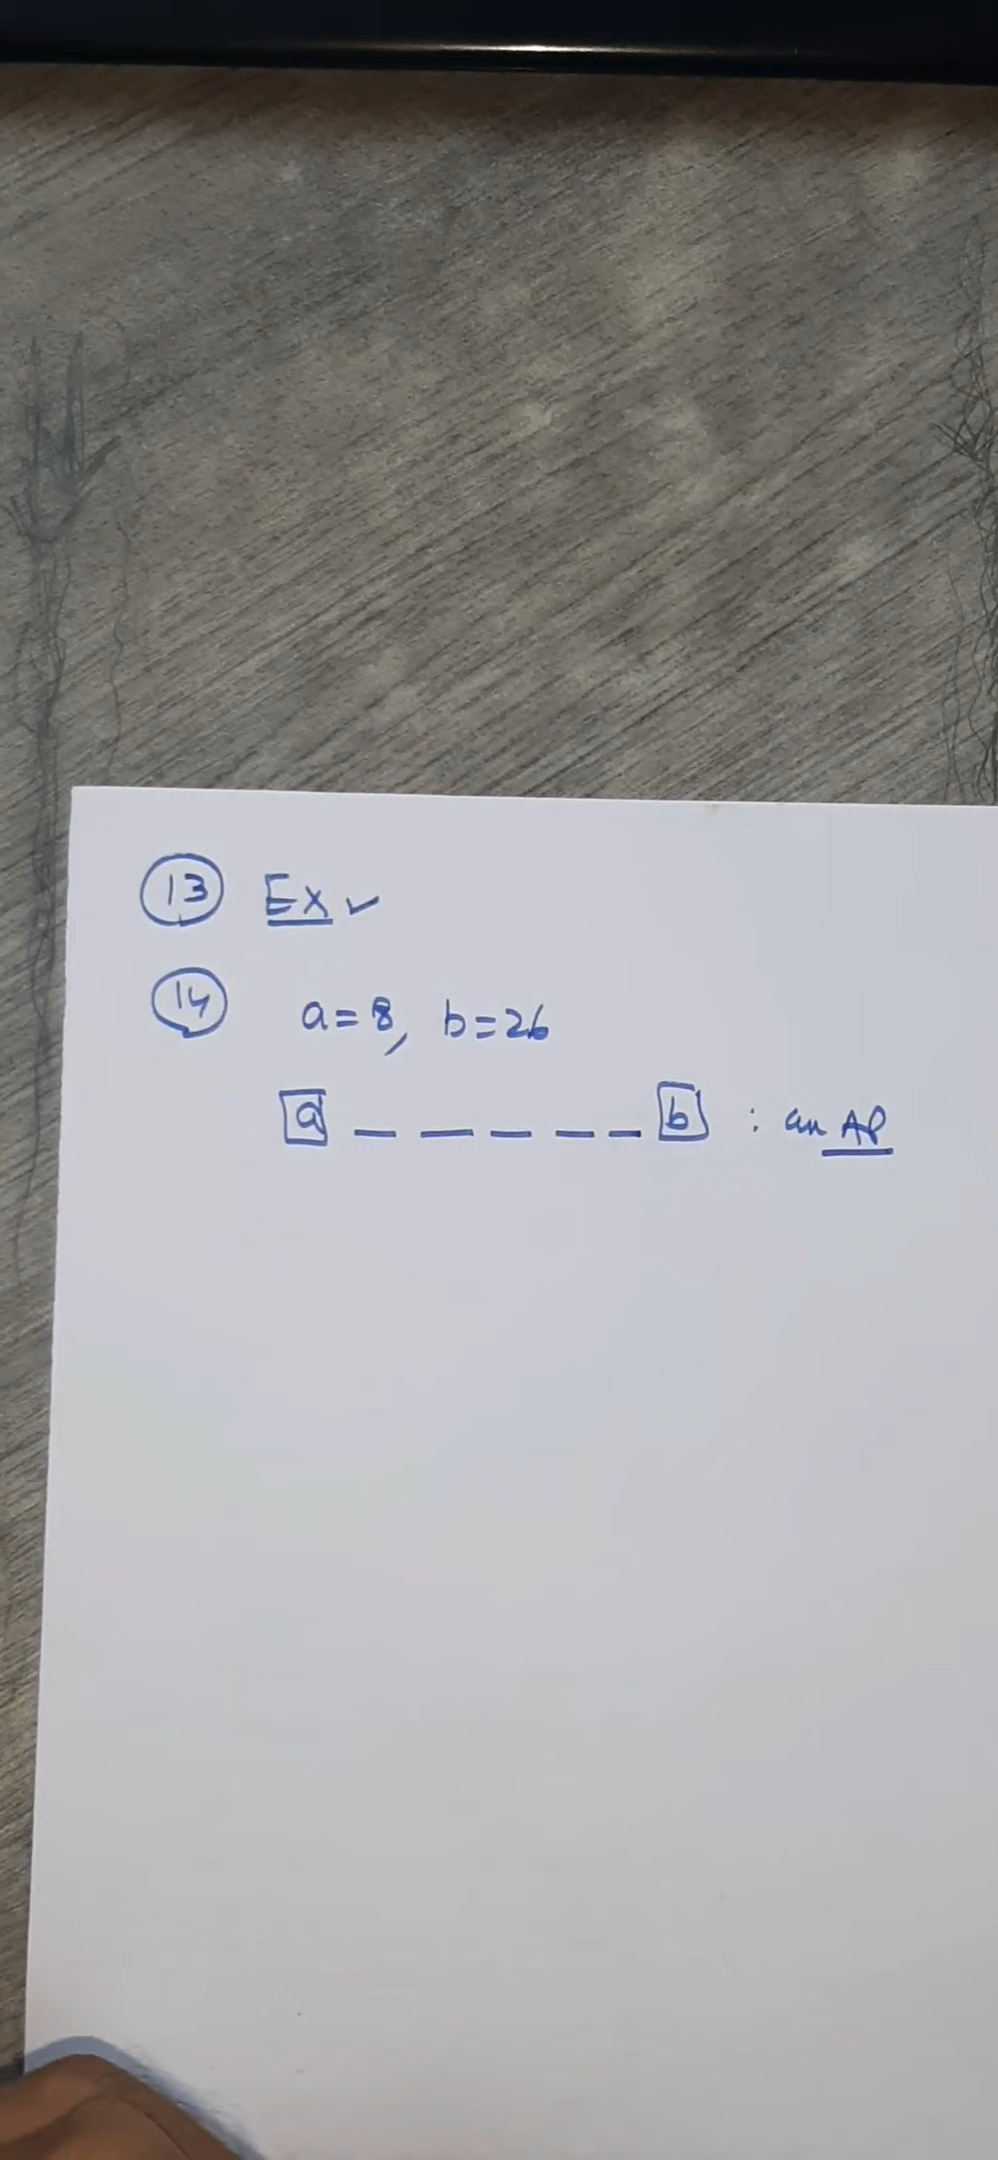 13 Ex ✓
14 a=8, b=26
a _ _ _ _ _ b : an AP